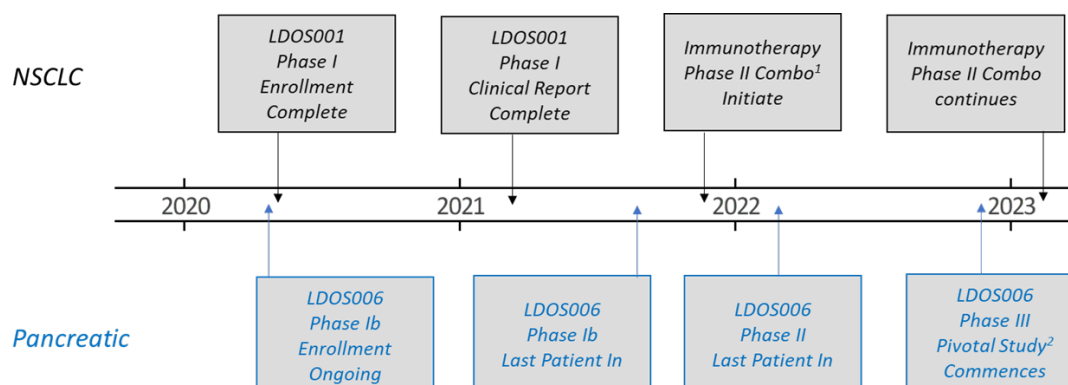 NSCLC
LDOS001
Phase I
Enrollment
Complete
LDOS001
Phase I
Clinical Report
Complete
Immunotherapy
Phase II Combo¹
Initiate
Immunotherapy
Phase II Combo
continues
2020 2021 2022 2023
Pancreatic
LDOS006
Phase Ib
Enrollment
Ongoing
LDOS006
Phase Ib
Last Patient In
LDOS006
Phase II
Last Patient In
LDOS006
Phase III
Pivotal Study²
Commences